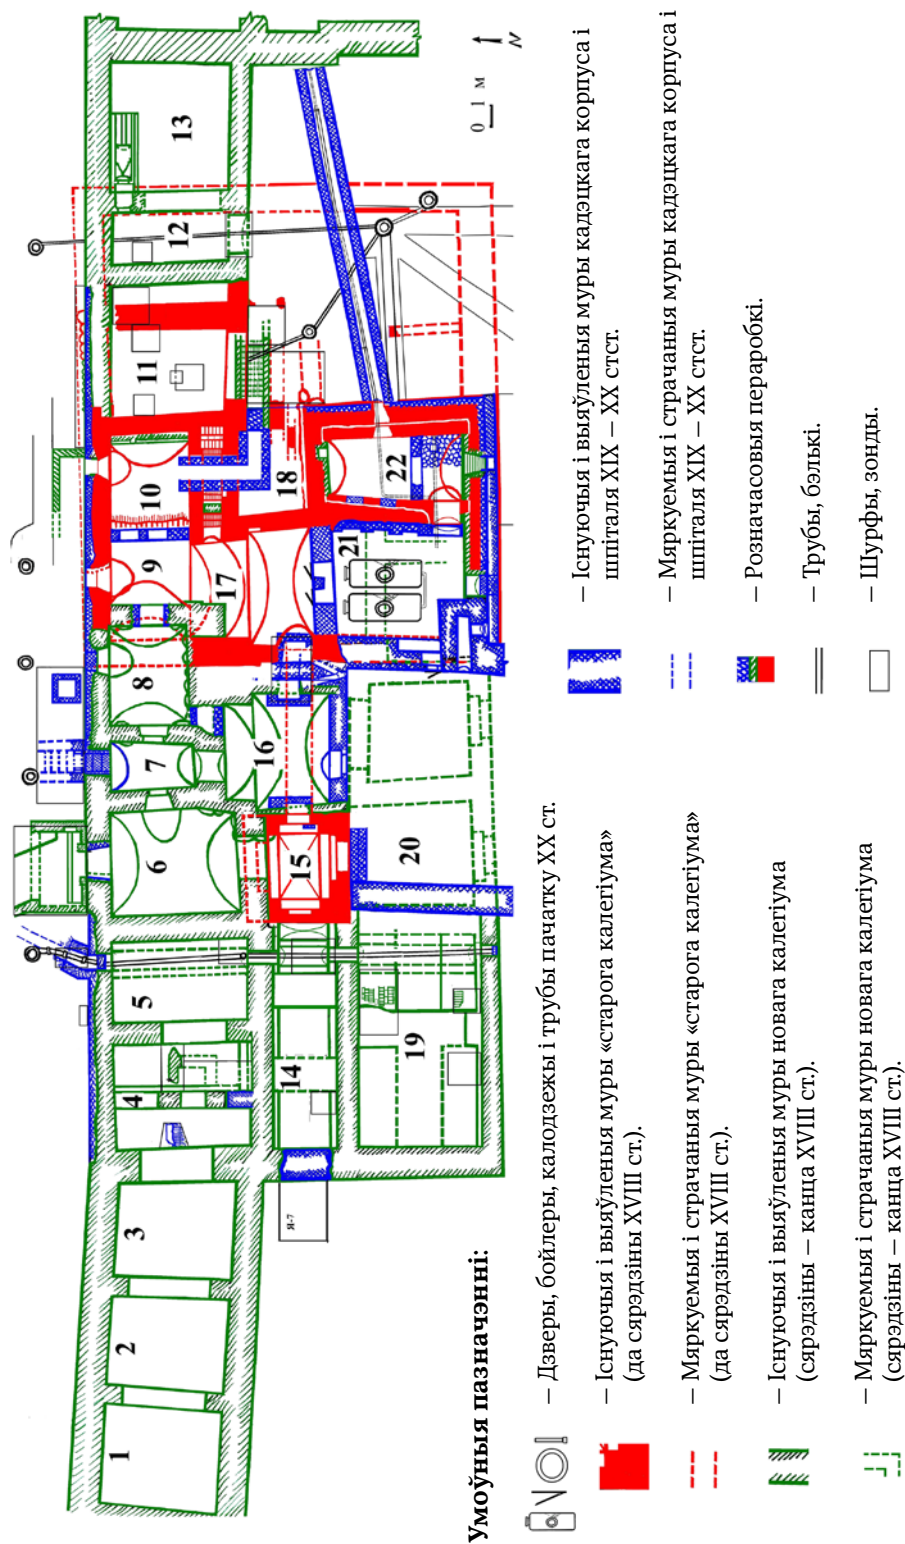 1
2
3
4
5
6
7
8
9
10
11
12
13
14
15
16
17
18
19
20
21
22
Я-7
0 1 м
N
Умоўныя пазначэнні:
— Дзверы, бойлеры, калодзежы і трубы пачатку XX ст.
— Існуючыя і выяўленыя муры «старога калегіума»
(да сярэдзіны XVIII ст.).
— Мяркуемыя і страчаныя муры «старога калегіума»
(да сярэдзіны XVIII ст.).
— Існуючыя і выяўленыя муры новага калегіума
(сярэдзіны – канца XVIII ст.).
— Мяркуемыя і страчаныя муры новага калегіума
(сярэдзіны – канца XVIII ст.).
— Існуючыя і выяўленыя муры кадэцкага корпуса і
шпіталя XIX – XX стст.
— Мяркуемыя і страчаныя муры кадэцкага корпуса і
шпіталя XIX – XX стст.
— Розначасовыя перaробкі.
— Трубы, бэлькі.
— Шурфы, зонды.